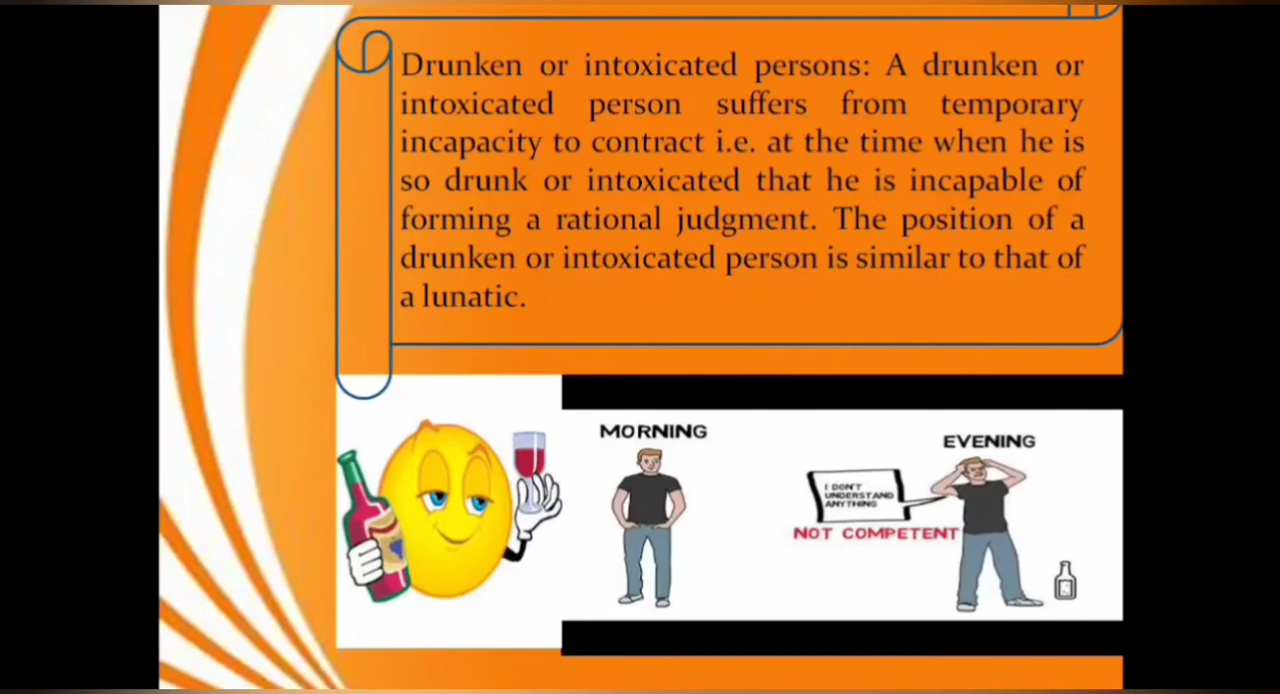 Drunken or intoxicated persons: A drunken or
intoxicated person suffers from temporary
incapacity to contract i.e. at the time when he is
so drunk or intoxicated that he is incapable of
forming a rational judgment. The position of a
drunken or intoxicated person is similar to that of
a lunatic.
MORNING
EVENING
I DON'T
UNDERSTAND
ANYTHING
NOT COMPETENT